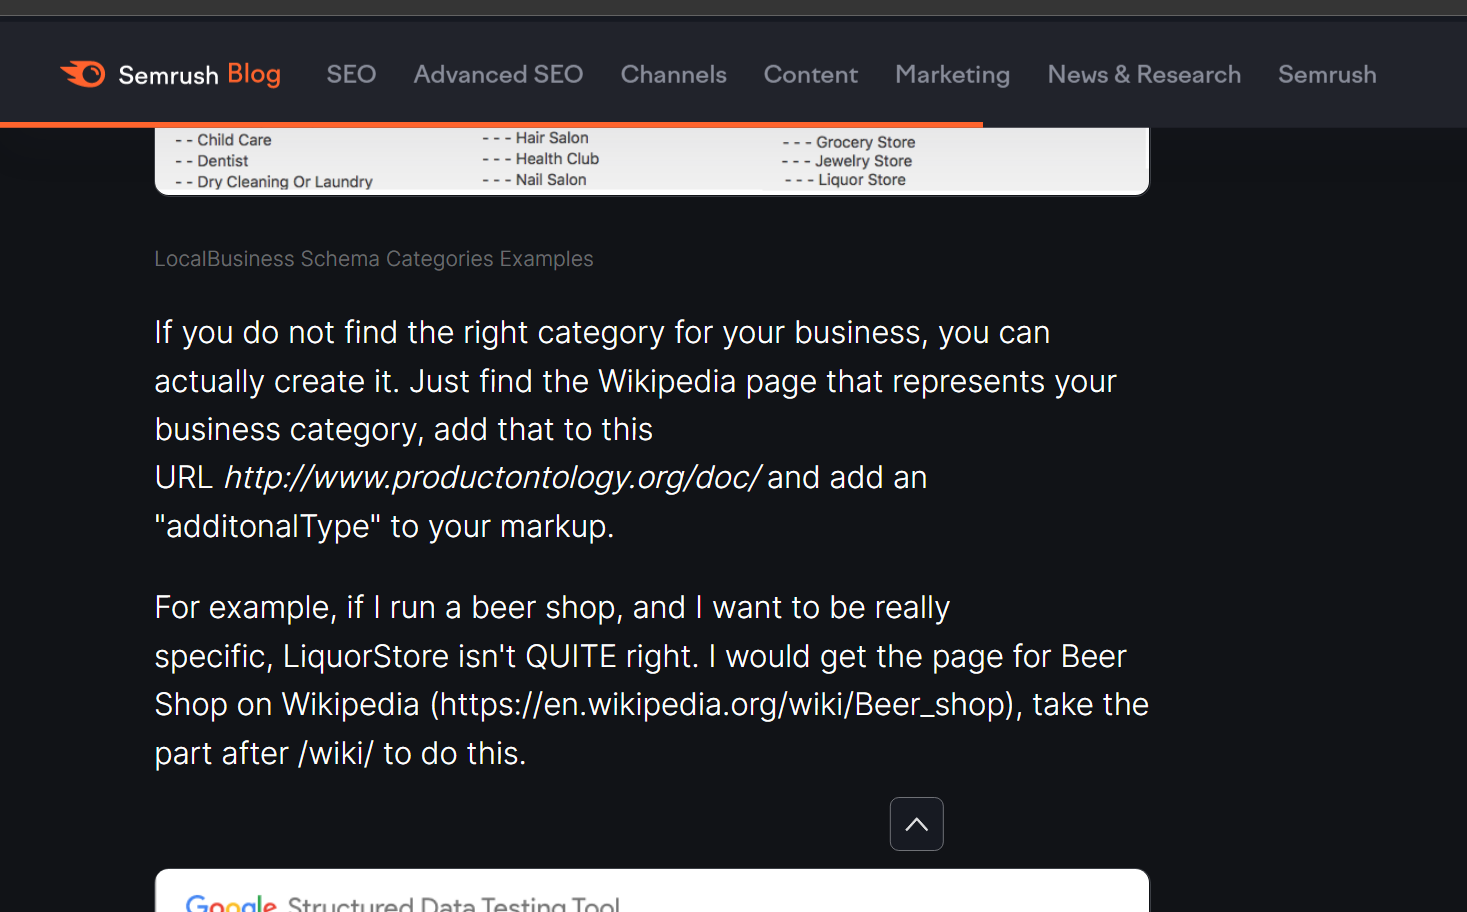 Semrush Blog SEO Advanced SEO Channels Content Marketing News & Research Semrush
- - Child Care
- - Dentist
- - Dry Cleaning Or Laundry
- - - Hair Salon
- - - Health Club
- - - Nail Salon
- - - Grocery Store
- - - Jewelry Store
- - - Liquor Store
LocalBusiness Schema Categories Examples
If you do not find the right category for your business, you can
actually create it. Just find the Wikipedia page that represents your
business category, add that to this
URL http://www.productontology.org/doc/ and add an
"additonalType" to your markup.
For example, if I run a beer shop, and I want to be really
specific, LiquorStore isn't QUITE right. I would get the page for Beer
Shop on Wikipedia (https://en.wikipedia.org/wiki/Beer_shop), take the
part after /wiki/ to do this.
Google Structured Data Testing Tool